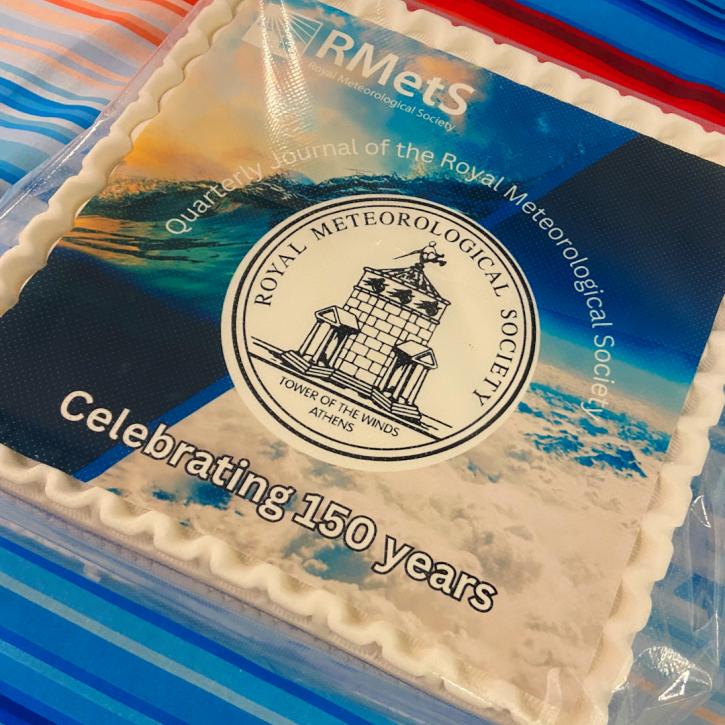 RMetS
Royal Meteorological Society
Quarterly Journal of the Royal Meteorological Society
ROYAL METEOROLOGICAL SOCIETY
TOWER OF THE WINDS
ATHENS
Celebrating 150 years